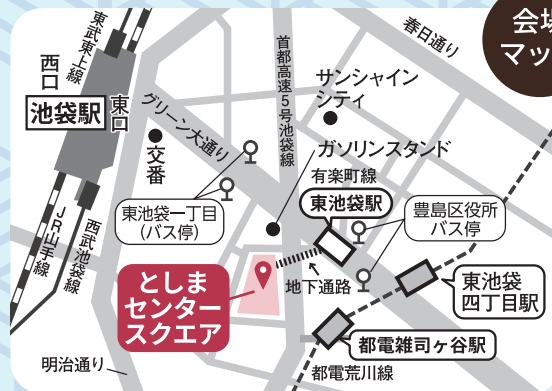 会場
マッ
春日通り
東武東上線
西口
池袋駅
東口
首都高速5号池袋線
サンシャイン
シティ
グリーン大通り
交番
ガソリンスタンド
有楽町線
東池袋駅
東池袋一丁目
(バス停)
豊島区役所
バス停
JR山手線
西武池袋線
としま
センター
スクエア
地下通路
東池袋
四丁目駅
都電雑司ヶ谷駅
明治通り
都電荒川線